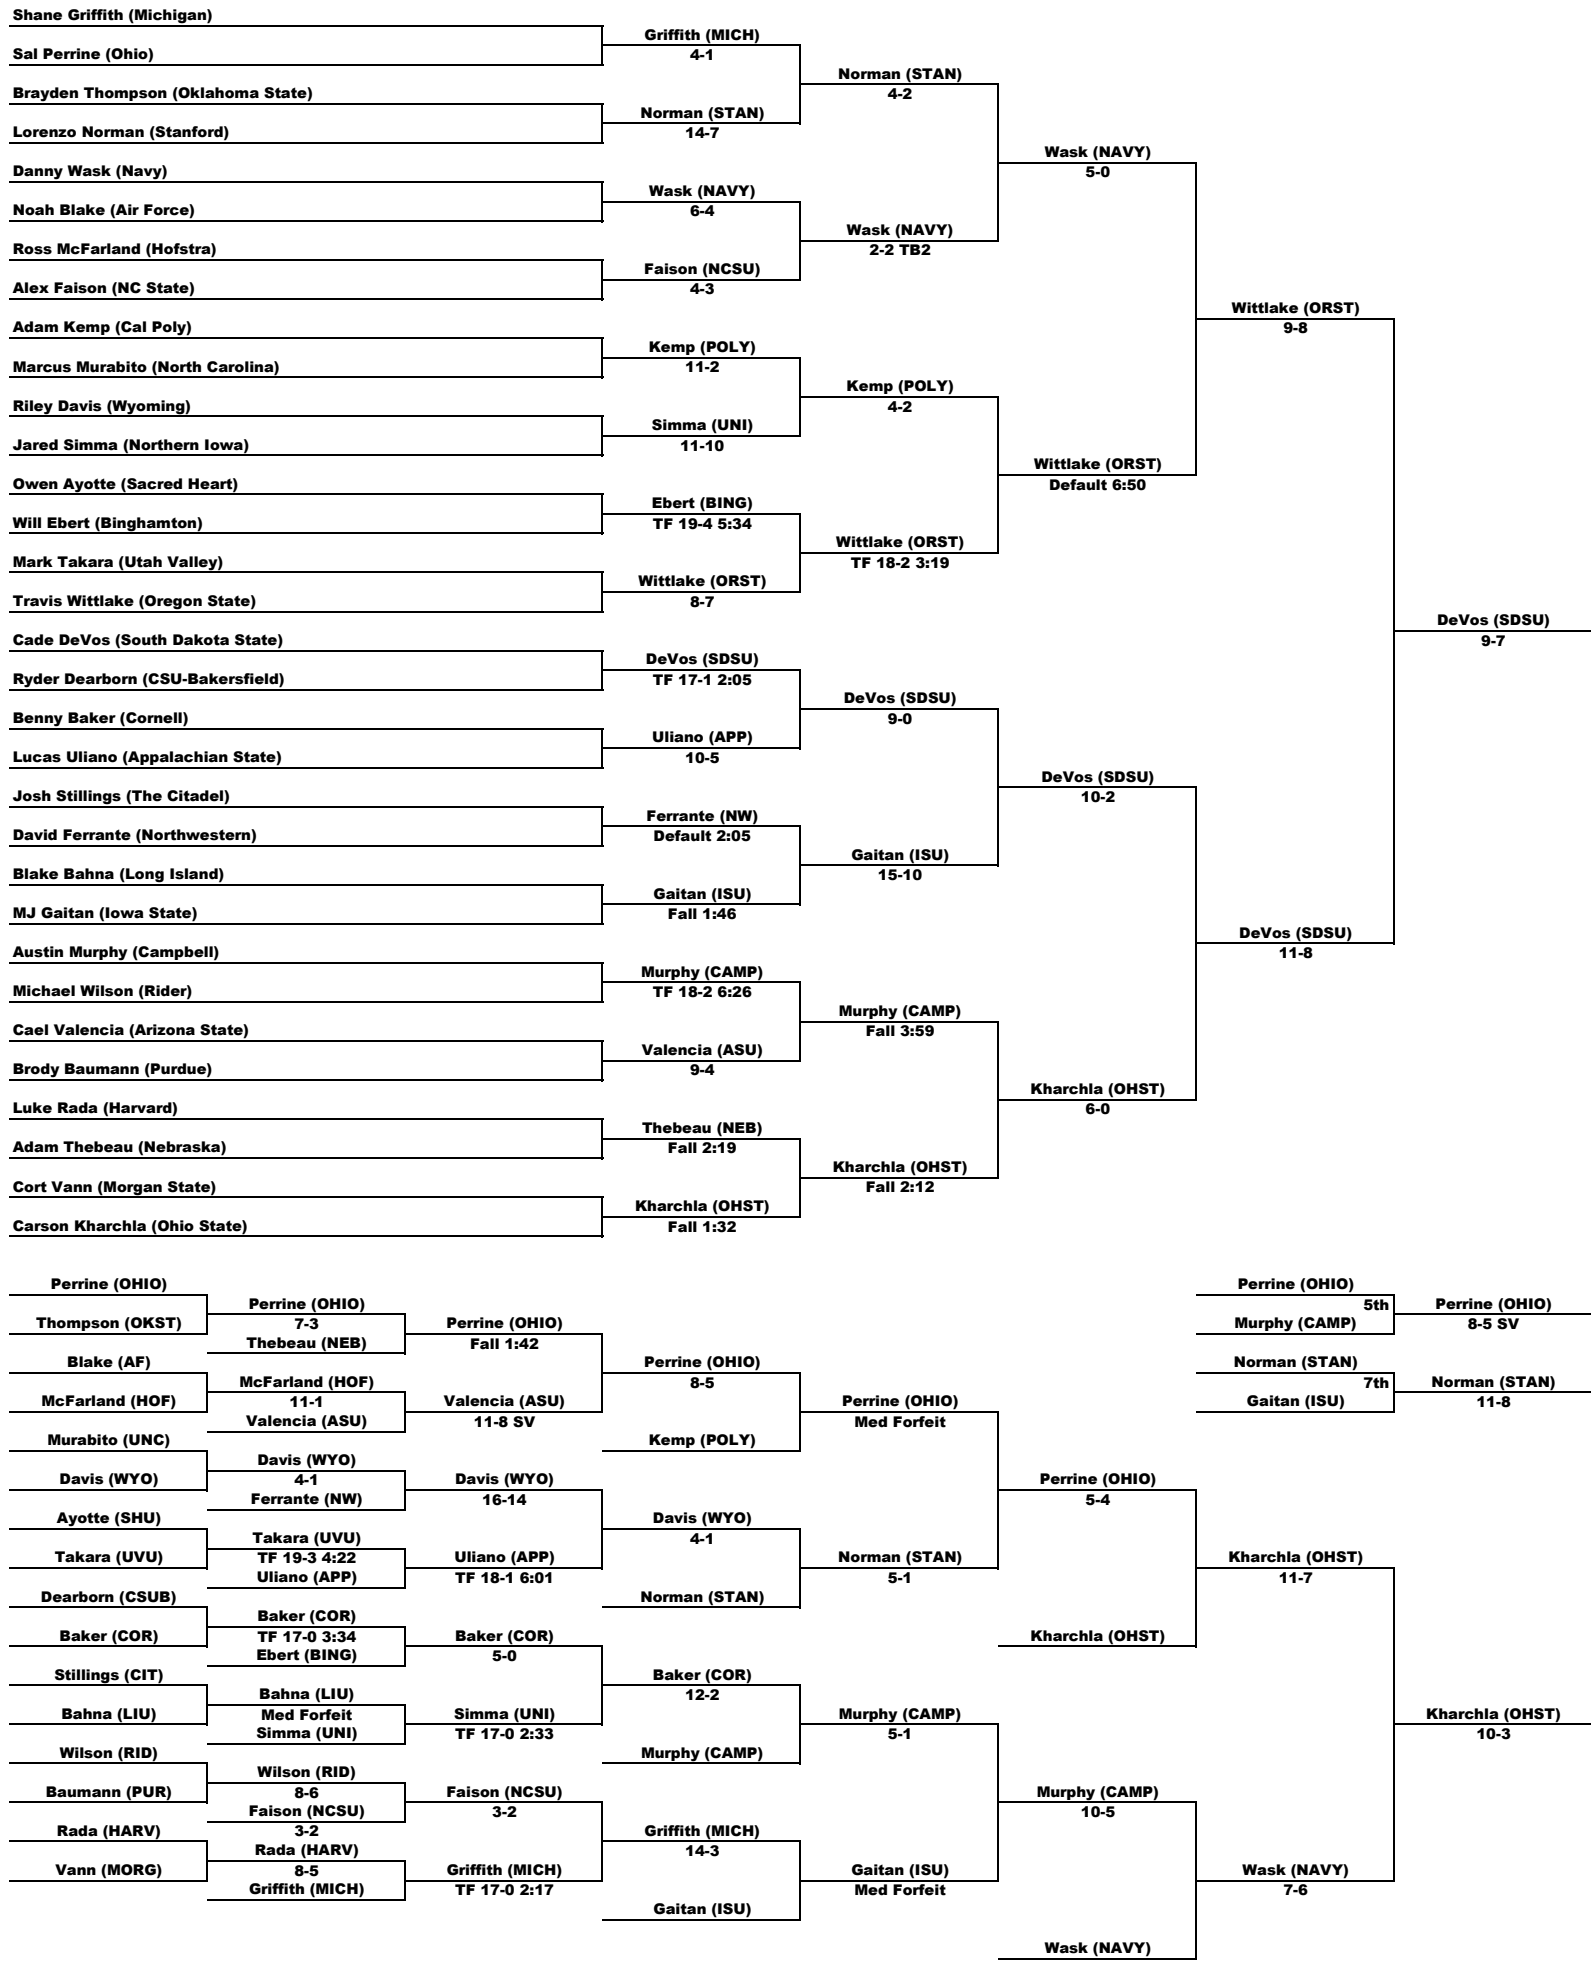 Shane Griffith (Michigan)
Sal Perrine (Ohio)
Brayden Thompson (Oklahoma State)
Lorenzo Norman (Stanford)
Danny Wask (Navy)
Noah Blake (Air Force)
Ross McFarland (Hofstra)
Alex Faison (NC State)
Adam Kemp (Cal Poly)
Marcus Murabito (North Carolina)
Riley Davis (Wyoming)
Jared Simma (Northern Iowa)
Owen Ayotte (Sacred Heart)
Will Ebert (Binghamton)
Mark Takara (Utah Valley)
Travis Wittlake (Oregon State)
Cade DeVos (South Dakota State)
Ryder Dearborn (CSU-Bakersfield)
Benny Baker (Cornell)
Lucas Uliano (Appalachian State)
Josh Stillings (The Citadel)
David Ferrante (Northwestern)
Blake Bahna (Long Island)
MJ Gaitan (Iowa State)
Austin Murphy (Campbell)
Michael Wilson (Rider)
Cael Valencia (Arizona State)
Brody Baumann (Purdue)
Luke Rada (Harvard)
Adam Thebeau (Nebraska)
Cort Vann (Morgan State)
Carson Kharchla (Ohio State)
Griffith (MICH)
4-1
Norman (STAN)
14-7
Wask (NAVY)
6-4
Faison (NCSU)
4-3
Kemp (POLY)
11-2
Simma (UNI)
11-10
Ebert (BING)
TF 19-4 5:34
Wittlake (ORST)
8-7
DeVos (SDSU)
TF 17-1 2:05
Uliano (APP)
10-5
Ferrante (NW)
Default 2:05
Gaitan (ISU)
Fall 1:46
Murphy (CAMP)
TF 18-2 6:26
Valencia (ASU)
9-4
Thebeau (NEB)
Fall 2:19
Kharchla (OHST)
Fall 1:32
Norman (STAN)
4-2
Wask (NAVY)
2-2 TB2
Kemp (POLY)
4-2
Wittlake (ORST)
TF 18-2 3:19
DeVos (SDSU)
9-0
Gaitan (ISU)
15-10
Murphy (CAMP)
Fall 3:59
Kharchla (OHST)
Fall 2:12
Wask (NAVY)
5-0
Wittlake (ORST)
Default 6:50
DeVos (SDSU)
10-2
Kharchla (OHST)
6-0
Wittlake (ORST)
9-8
DeVos (SDSU)
11-8
DeVos (SDSU)
9-7
Perrine (OHIO)
Thompson (OKST)
Blake (AF)
McFarland (HOF)
Murabito (UNC)
Davis (WYO)
Ayotte (SHU)
Takara (UVU)
Dearborn (CSUB)
Baker (COR)
Stillings (CIT)
Bahna (LIU)
Wilson (RID)
Baumann (PUR)
Rada (HARV)
Vann (MORG)
Perrine (OHIO)
7-3
Thebeau (NEB)
McFarland (HOF)
11-1
Valencia (ASU)
Davis (WYO)
4-1
Ferrante (NW)
Takara (UVU)
TF 19-3 4:22
Uliano (APP)
Baker (COR)
TF 17-0 3:34
Ebert (BING)
Bahna (LIU)
Med Forfeit
Simma (UNI)
Wilson (RID)
8-6
Faison (NCSU)
3-2
Rada (HARV)
8-5
Griffith (MICH)
Perrine (OHIO)
Fall 1:42
Valencia (ASU)
11-8 SV
Davis (WYO)
16-14
Uliano (APP)
TF 18-1 6:01
Baker (COR)
5-0
Simma (UNI)
TF 17-0 2:33
Faison (NCSU)
3-2
Griffith (MICH)
TF 17-0 2:17
Perrine (OHIO)
8-5
Kemp (POLY)
Davis (WYO)
4-1
Norman (STAN)
Baker (COR)
12-2
Murphy (CAMP)
Griffith (MICH)
14-3
Gaitan (ISU)
Perrine (OHIO)
Med Forfeit
Norman (STAN)
5-1
Murphy (CAMP)
5-1
Gaitan (ISU)
Med Forfeit
Perrine (OHIO)
5-4
Kharchla (OHST)
Murphy (CAMP)
10-5
Wask (NAVY)
Kharchla (OHST)
11-7
Wask (NAVY)
7-6
Kharchla (OHST)
10-3
Perrine (OHIO)
5th
Murphy (CAMP)
Perrine (OHIO)
8-5 SV
Norman (STAN)
7th
Gaitan (ISU)
Norman (STAN)
11-8